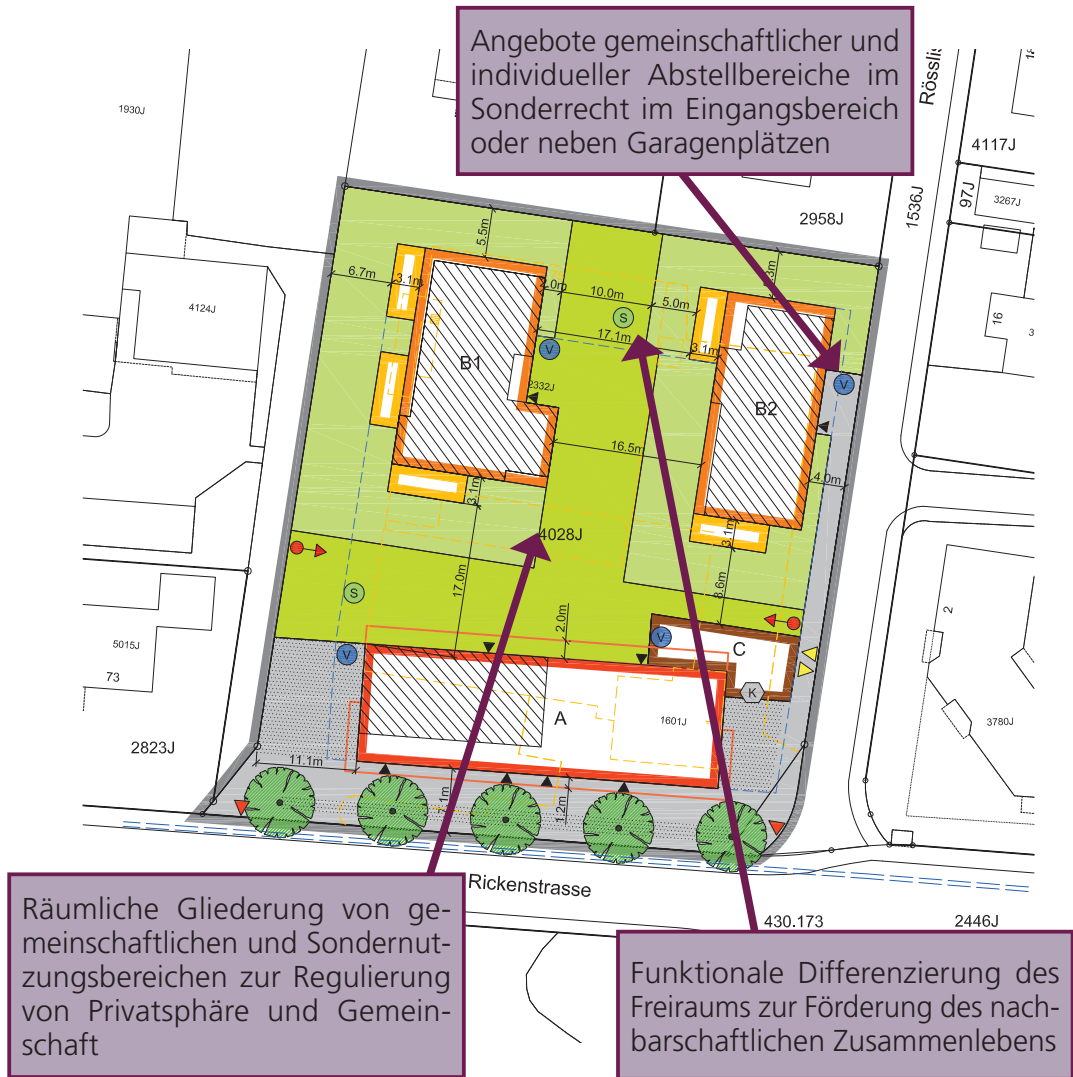 Angebote gemeinschaftlicher und
individueller Abstellbereiche im
Sonderrecht im Eingangsbereich
oder neben Garagenplätzen
1930J
4117J
97J
3267J
1536J
2958J
5.5m
6.7m
3.1m
10.0m
5.0m
4124J
S
17.1m
3.1m
16
V
B1
V
2332J
B2
16.5m
4.0m
3.1m
3.1m
4028J
17.0m
8.6m
S
2.0m
2
V
5015J
V
C
73
K
A
1601J
3780J
2823J
11.1m
1.2m
Rickenstrasse
430.173
2446J
Räumliche Gliederung von ge-
meinschaftlichen und Sondernut-
zungsbereichen zur Regulierung
von Privatsphäre und Gemein-
schaft
Funktionale Differenzierung des
Freiraums zur Förderung des nach-
barschaftlichen Zusammenlebens